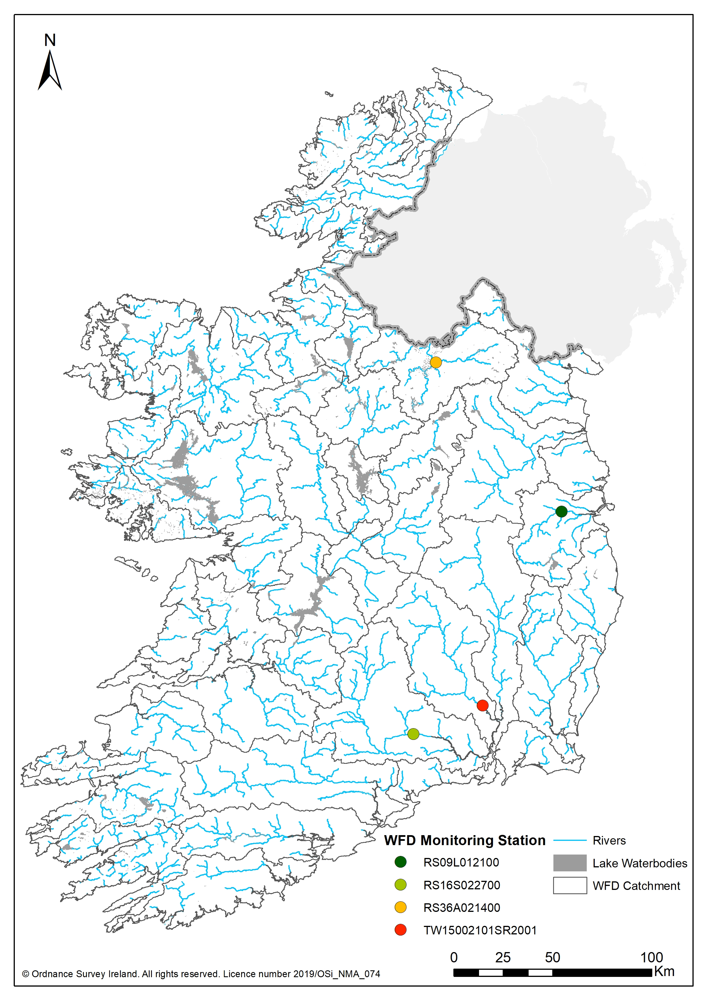 N
WFD Monitoring Station
RS09L012100
RS16S022700
RS36A021400
TW15002101SR2001
Rivers
Lake Waterbodies
WFD Catchment
0 25 50 100
Km
© Ordnance Survey Ireland. All rights reserved. Licence number 2019/OSi_NMA_074